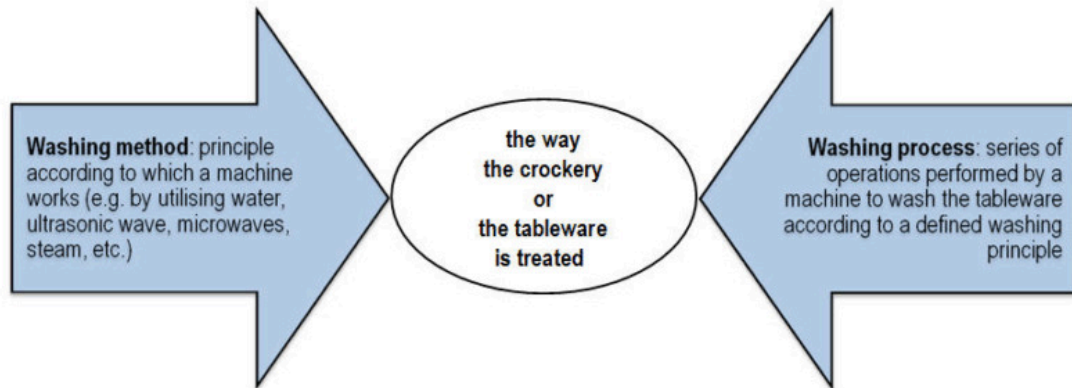 Washing method: principle
according to which a machine
works (e.g. by utilising water,
ultrasonic wave, microwaves,
steam, etc.)
the way
the crockery
or
the tableware
is treated
Washing process: series of
operations performed by a
machine to wash the tableware
according to a defined washing
principle